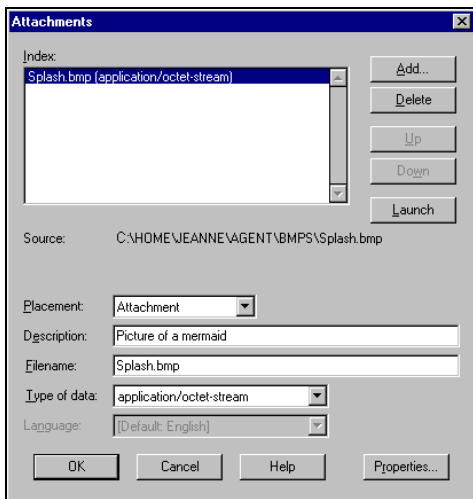 Attachments
Index:
Splash.bmp (application/octet-stream)
Add...
Delete
Up
Down
Launch
Source: C:\HOME\JEANNE\AGENT\BMPS\Splash.bmp
Placement: Attachment
Description: Picture of a mermaid
Filename: Splash.bmp
Type of data: application/octet-stream
Language: [Default: English]
OK Cancel Help Properties...